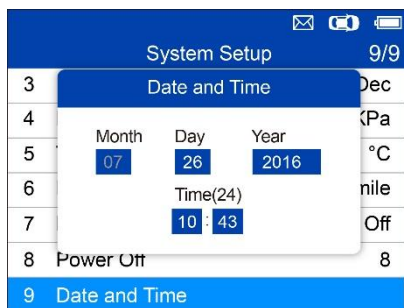 System Setup 9/9
3 Dec
4 KPa
5 °C
6 mile
7 Off
8 Power Off 8
9 Date and Time
Date and Time
Month Day Year
07 26 2016
Time(24)
10 : 43